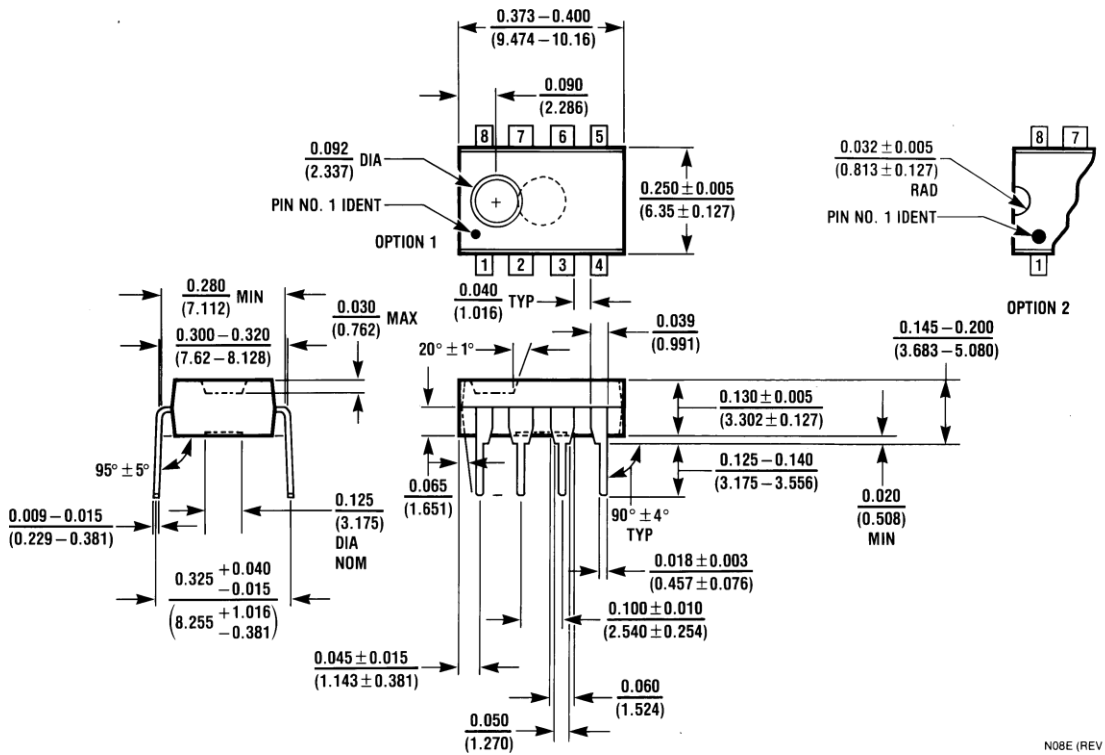 0.373 – 0.400
(9.474 – 10.16)
0.090
(2.286)
8 7 6 5
0.092 DIA
(2.337)
PIN NO. 1 IDENT
OPTION 1
1 2 3 4
0.250 ± 0.005
(6.35 ± 0.127)
8 7
0.032 ± 0.005
(0.813 ± 0.127)
RAD
PIN NO. 1 IDENT
1
OPTION 2
0.280 MIN
(7.112)
0.300 – 0.320
(7.62 – 8.128)
0.030 MAX
(0.762)
0.040 TYP
(1.016)
0.039
(0.991)
0.145 – 0.200
(3.683 – 5.080)
20° ± 1°
0.130 ± 0.005
(3.302 ± 0.127)
95° ± 5°
0.065
(1.651)
0.125 – 0.140
(3.175 – 3.556)
90° ± 4°
TYP
0.020
(0.508)
MIN
0.009 – 0.015
(0.229 – 0.381)
0.125
(3.175)
DIA
NOM
0.018 ± 0.003
(0.457 ± 0.076)
0.325 +0.040
–0.015
(8.255 +1.016
–0.381)
0.100 ± 0.010
(2.540 ± 0.254)
0.045 ± 0.015
(1.143 ± 0.381)
0.060
(1.524)
0.050
(1.270)
N08E (REV